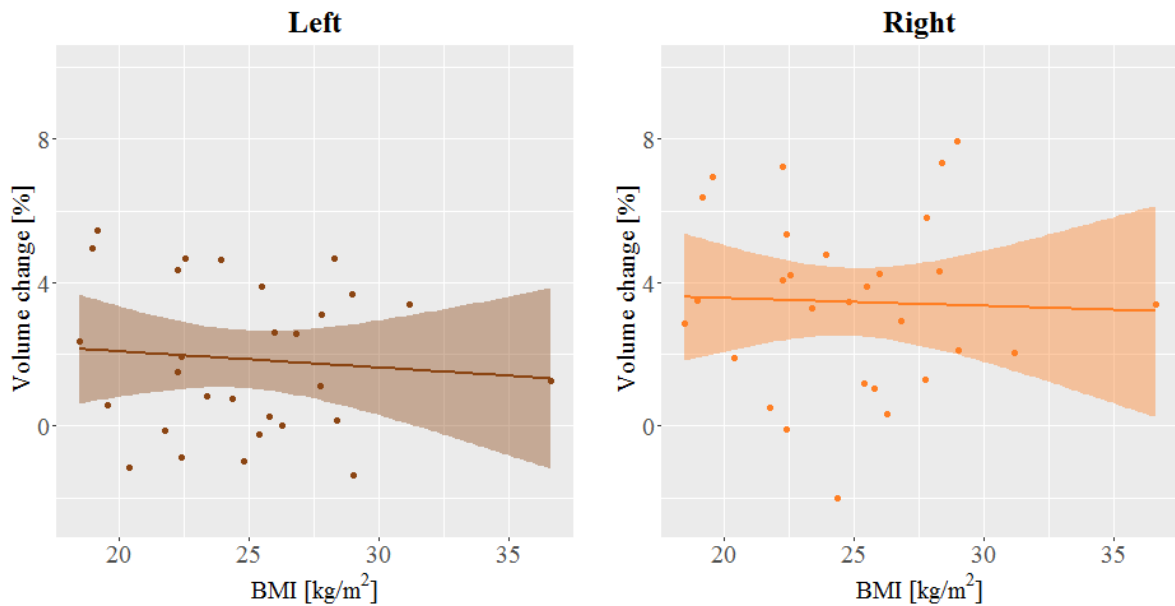 Left
Right
Volume change [%]
8
4
0
20 25 30 35
BMI [kg/m²]
Volume change [%]
8
4
0
20 25 30 35
BMI [kg/m²]